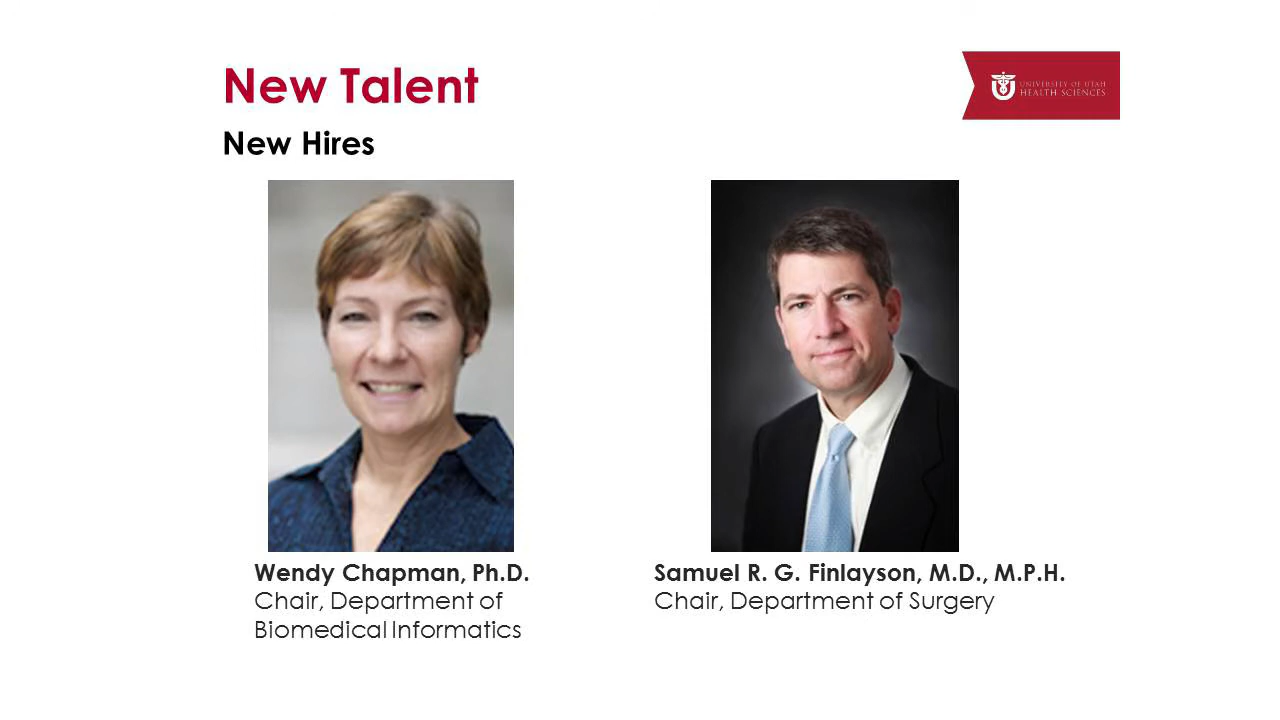 New Talent
UNIVERSITY OF UTAH
HEALTH SCIENCES
New Hires
Wendy Chapman, Ph.D.
Chair, Department of
Biomedical Informatics
Samuel R. G. Finlayson, M.D., M.P.H.
Chair, Department of Surgery